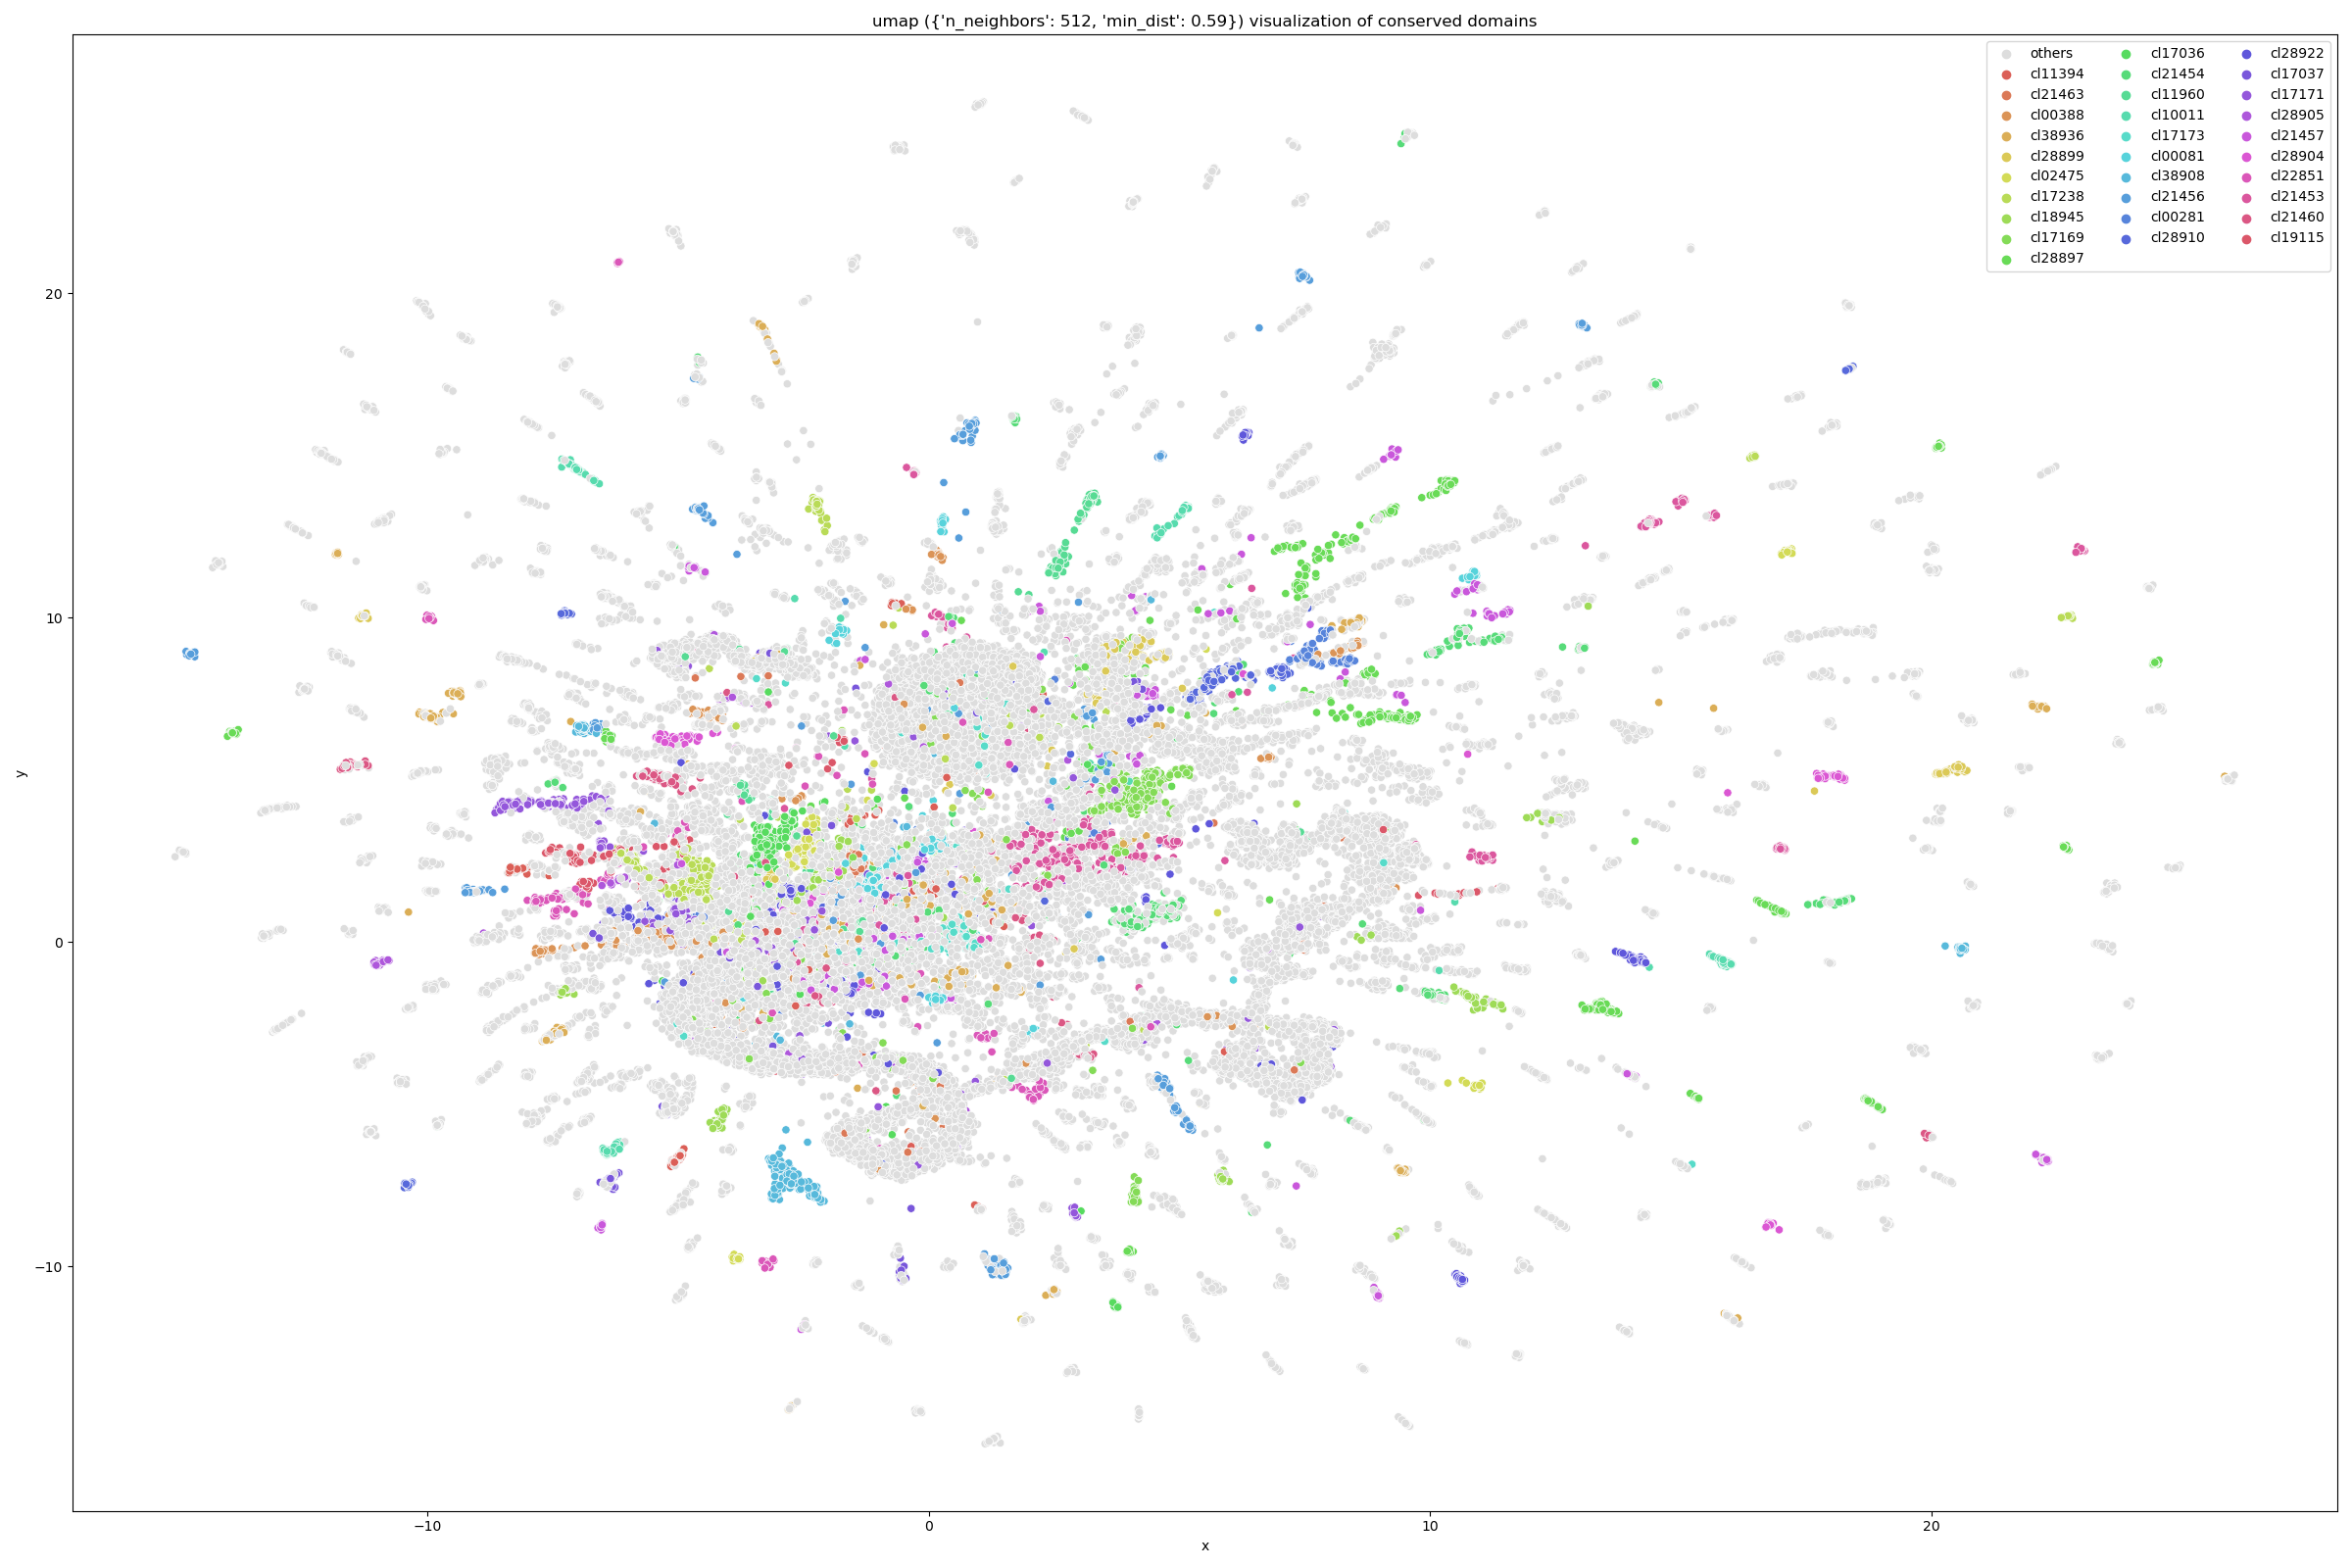 umap ({'n_neighbors': 512, 'min_dist': 0.59}) visualization of conserved domains
others cl17036 cl28922
cl11394 cl21454 cl17037
cl21463 cl11960 cl17171
cl00388 cl10011 cl28905
cl38936 cl17173 cl21457
cl28899 cl00081 cl28904
cl02475 cl38908 cl22851
cl17238 cl21456 cl21453
cl18945 cl00281 cl21460
cl17169 cl28910 cl19115
cl28897
20
10
y
0
−10
−10 0 10 20
x